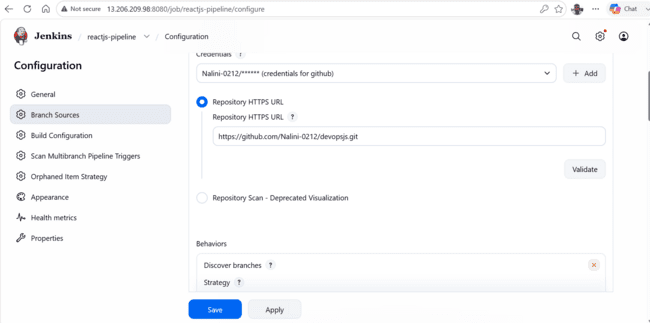 Not secure 13.206.209.98:8080/job/reactjs-pipeline/configure
Chat
Jenkins / reactjs-pipeline / Configuration
Configuration
General
Branch Sources
Build Configuration
Scan Multibranch Pipeline Triggers
Orphaned Item Strategy
Appearance
Health metrics
Properties
Credentials ?
Nalini-0212/****** (credentials for github)
+ Add
Repository HTTPS URL
Repository HTTPS URL ?
https://github.com/Nalini-0212/devopsjs.git
Validate
Repository Scan - Deprecated Visualization
Behaviors
Discover branches ?
Strategy ?
Save
Apply